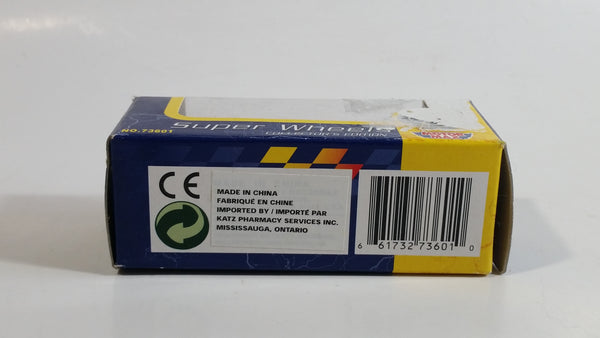 Super Wheels
COLLECTOR'S EDITION
NO.73601
CE
MADE IN CHINA
FABRIQUÉ EN CHINE
IMPORTED BY / IMPORTÉ PAR
KATZ PHARMACY SERVICES INC.
MISSISSAUGA, ONTARIO
6 61732 73601 0